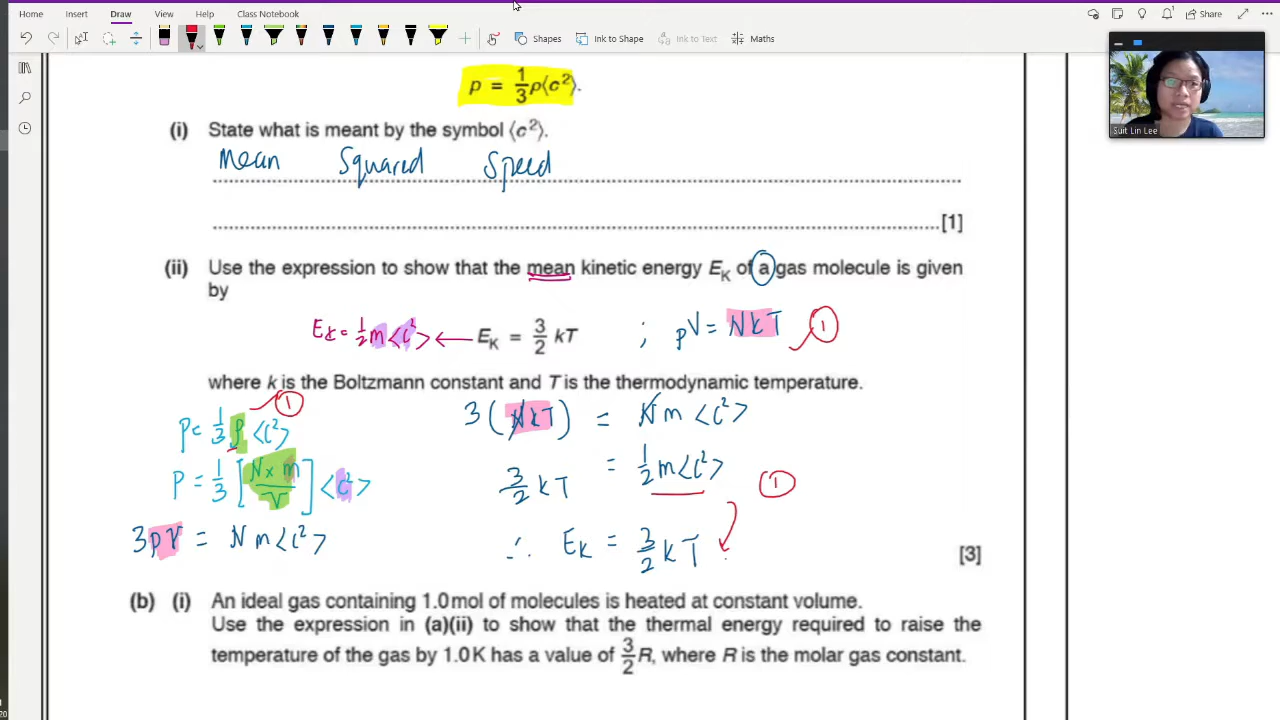 Home Insert Draw View Help Class Notebook Share
Shapes Ink to Shape Ink to Text Maths
p = 1/3 ρ⟨c²⟩.
Suit Lin Lee
(i) State what is meant by the symbol ⟨c²⟩.
Mean Squared Speed
[1]
(ii) Use the expression to show that the mean kinetic energy E_K of a gas molecule is given
by
E_K = 1/2 m<c²> ← E_K = 3/2 kT ; pV = NkT ①
where k is the Boltzmann constant and T is the thermodynamic temperature.
p = 1/3 ρ <c²> ①
3(NkT) = Nm<c²>
P = 1/3 [N x m / V] <c²>
3/2 kT = 1/2 m<c²> ①
3pV = Nm<c²>
∴ E_K = 3/2 kT
[3]
(b) (i) An ideal gas containing 1.0 mol of molecules is heated at constant volume.
Use the expression in (a)(ii) to show that the thermal energy required to raise the
temperature of the gas by 1.0 K has a value of 3/2 R, where R is the molar gas constant.
20